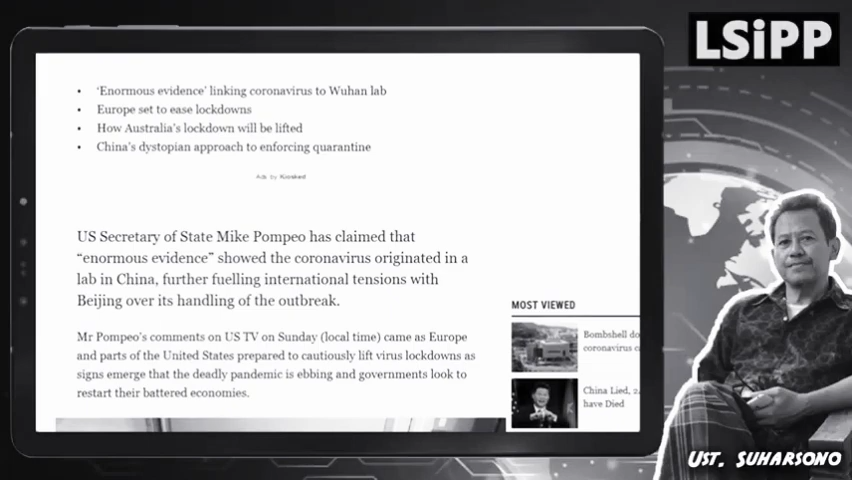 LSiPP
• ‘Enormous evidence’ linking coronavirus to Wuhan lab
• Europe set to ease lockdowns
• How Australia’s lockdown will be lifted
• China’s dystopian approach to enforcing quarantine
Ads by Kiosked
US Secretary of State Mike Pompeo has claimed that
“enormous evidence” showed the coronavirus originated in a
lab in China, further fuelling international tensions with
Beijing over its handling of the outbreak.
Mr Pompeo’s comments on US TV on Sunday (local time) came as Europe
and parts of the United States prepared to cautiously lift virus lockdowns as
signs emerge that the deadly pandemic is ebbing and governments look to
restart their battered economies.
MOST VIEWED
Bombshell do
coronavirus
China Lied,
have Died
UST. SUHARSONO